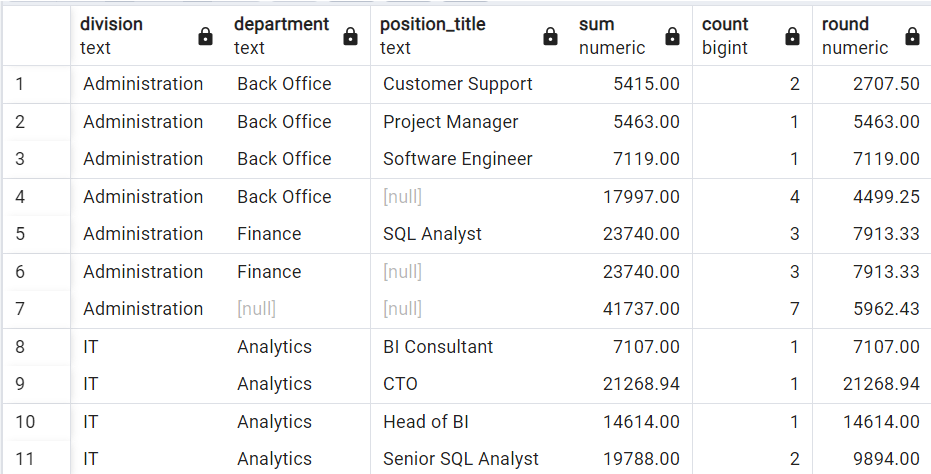 division department position_title sum count round
text text text numeric bigint numeric
1 Administration Back Office Customer Support 5415.00 2 2707.50
2 Administration Back Office Project Manager 5463.00 1 5463.00
3 Administration Back Office Software Engineer 7119.00 1 7119.00
4 Administration Back Office [null] 17997.00 4 4499.25
5 Administration Finance SQL Analyst 23740.00 3 7913.33
6 Administration Finance [null] 23740.00 3 7913.33
7 Administration [null] [null] 41737.00 7 5962.43
8 IT Analytics BI Consultant 7107.00 1 7107.00
9 IT Analytics CTO 21268.94 1 21268.94
10 IT Analytics Head of BI 14614.00 1 14614.00
11 IT Analytics Senior SQL Analyst 19788.00 2 9894.00